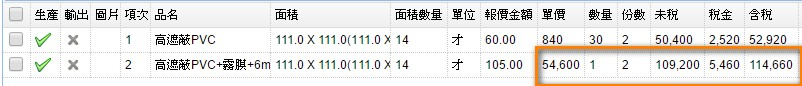 生產 輸出 圖片 項次 品名 面積 面積數量 單位 報價金額 單價 數量 份數 未稅 稅金 含稅
1 高遮蔽PVC 111.0 X 111.0(111.0 X 14 才 60.00 840 30 2 50,400 2,520 52,920
2 高遮蔽PVC+霧膜+6m 111.0 X 111.0(111.0 X 14 才 105.00 54,600 1 2 109,200 5,460 114,660